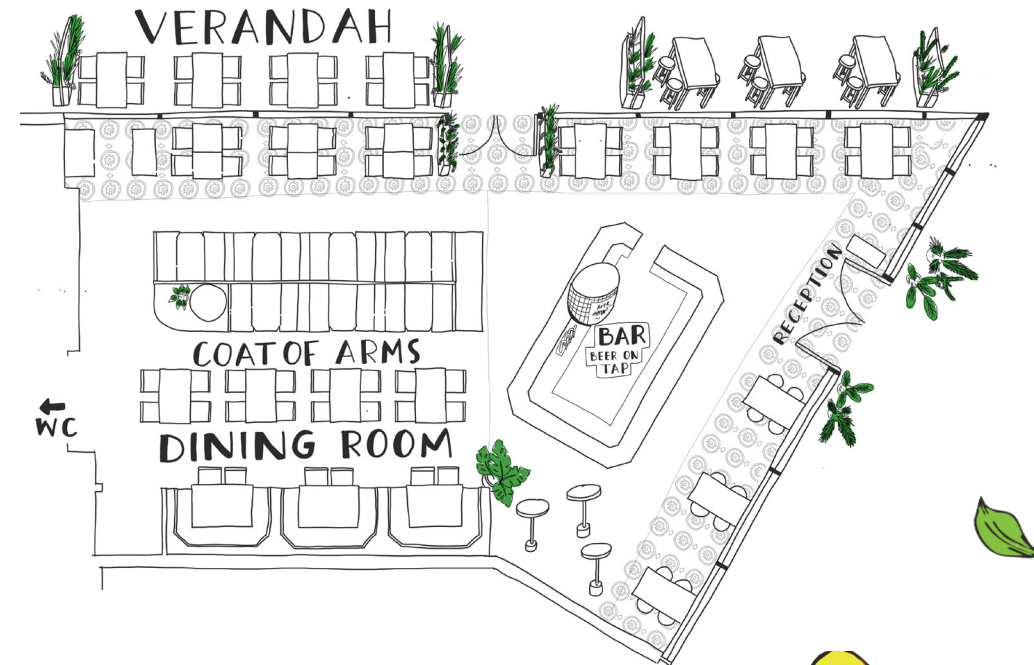 VERANDAH
RECEPTION
BAR
BEER ON
TAP
COAT OF ARMS
WC
DINING ROOM